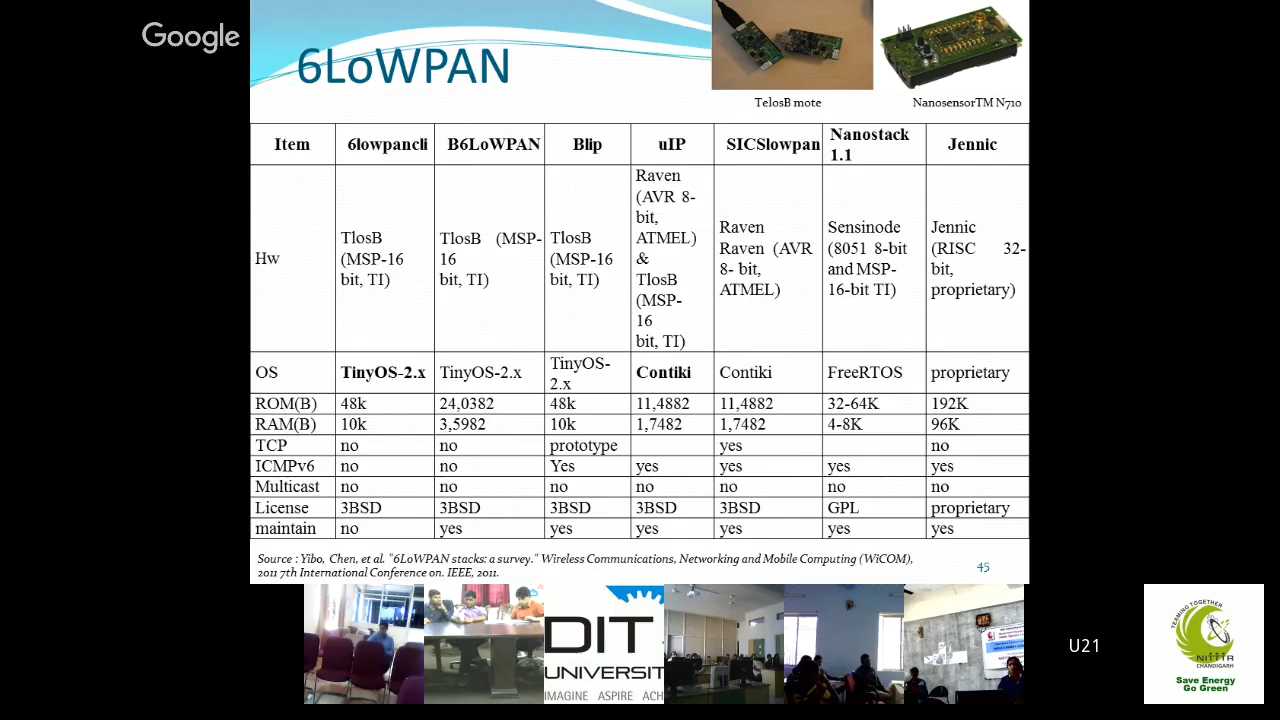 Google
6LoWPAN
TelosB mote
NanosensorTM N710
Item 6lowpancli B6LoWPAN Blip uIP SICSlowpan Nanostack 1.1 Jennic
Hw
TlosB
(MSP-16
bit, TI)
TlosB (MSP-
16
bit, TI)
TlosB
(MSP-16
bit, TI)
Raven
(AVR 8-
bit,
ATMEL)
&
TlosB
(MSP-
16
bit, TI)
Raven
Raven (AVR
8- bit,
ATMEL)
Sensinode
(8051 8-bit
and MSP-
16-bit TI)
Jennic
(RISC 32-
bit,
proprietary)
OS TinyOS-2.x TinyOS-2.x TinyOS-2.x Contiki Contiki FreeRTOS proprietary
ROM(B) 48k 24,0382 48k 11,4882 11,4882 32-64K 192K
RAM(B) 10k 3,5982 10k 1,7482 1,7482 4-8K 96K
TCP no no prototype yes no
ICMPv6 no no Yes yes yes yes yes
Multicast no no no no no no no
License 3BSD 3BSD 3BSD 3BSD 3BSD GPL proprietary
maintain no yes yes yes yes yes yes
Source : Yibo, Chen, et al. "6LoWPAN stacks: a survey." Wireless Communications, Networking and Mobile Computing (WiCOM),
2011 7th International Conference on. IEEE, 2011.
45
DIT
UNIVERSIT
IMAGINE ASPIRE ACH
U21
TEAMING TOGETHER
NITTTR
CHANDIGARH
Save Energy
Go Green